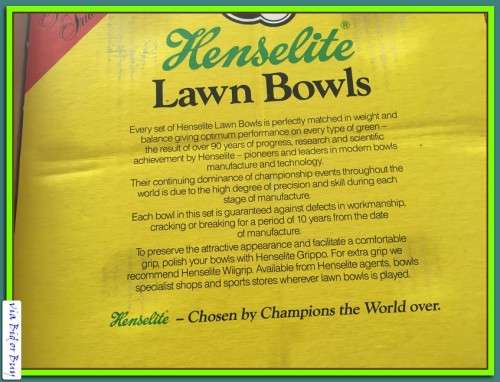 Henselite®
Lawn Bowls
Every set of Henselite Lawn Bowls is perfectly matched in weight and
balance giving optimum performance on every type of green –
the result of over 90 years of progress, research and scientific
achievement by Henselite – pioneers and leaders in modern bowls
manufacture and technology.
Their continuing dominance of championship events throughout the
world is due to the high degree of precision and skill during each
stage of manufacture.
Each bowl in this set is guaranteed against defects in workmanship,
cracking or breaking for a period of 10 years from the date
of manufacture.
To preserve the attractive appearance and facilitate a comfortable
grip, polish your bowls with Henselite Grippo. For extra grip we
recommend Henselite Wiigrip. Available from Henselite agents, bowls
specialist shops and sports stores wherever lawn bowls is played.
Henselite – Chosen by Champions the World over.
Via Bid or Buy